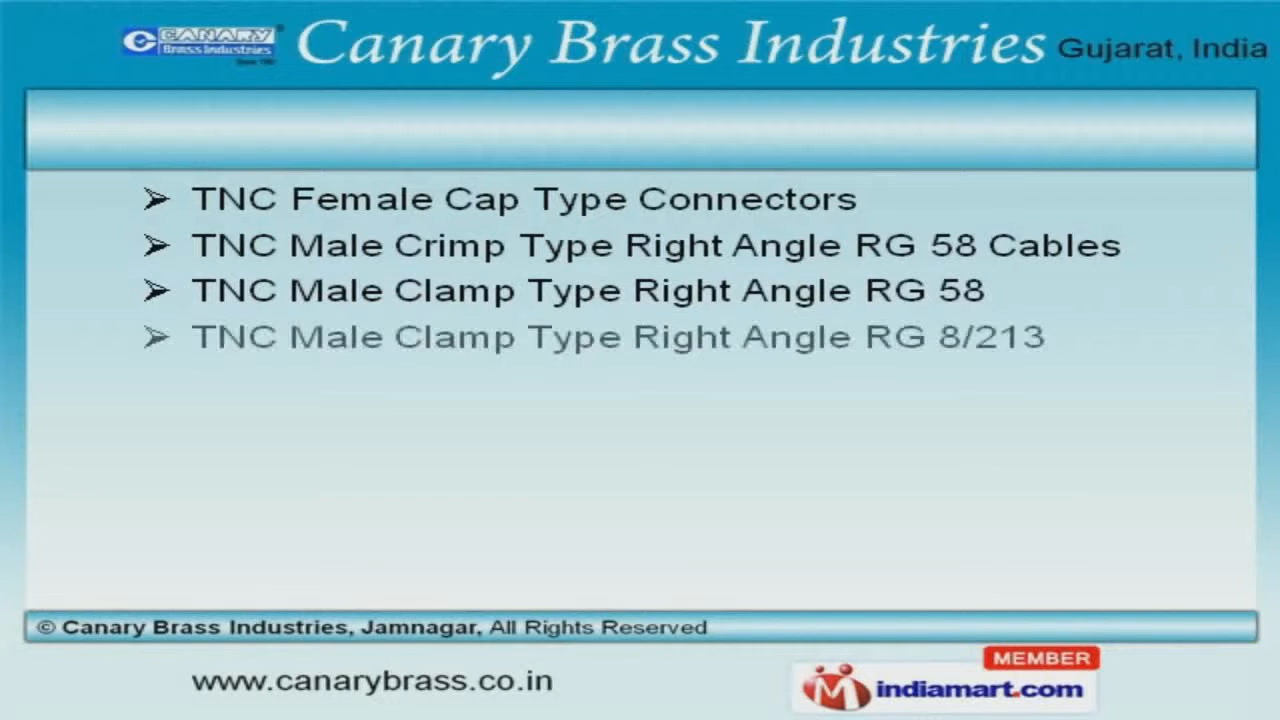 CANARY
Brass Industries
Canary Brass Industries Gujarat, India
➢ TNC Female Cap Type Connectors
➢ TNC Male Crimp Type Right Angle RG 58 Cables
➢ TNC Male Clamp Type Right Angle RG 58
➢ TNC Male Clamp Type Right Angle RG 8/213
© Canary Brass Industries, Jamnagar, All Rights Reserved
www.canarybrass.co.in
MEMBER
indiamart.com